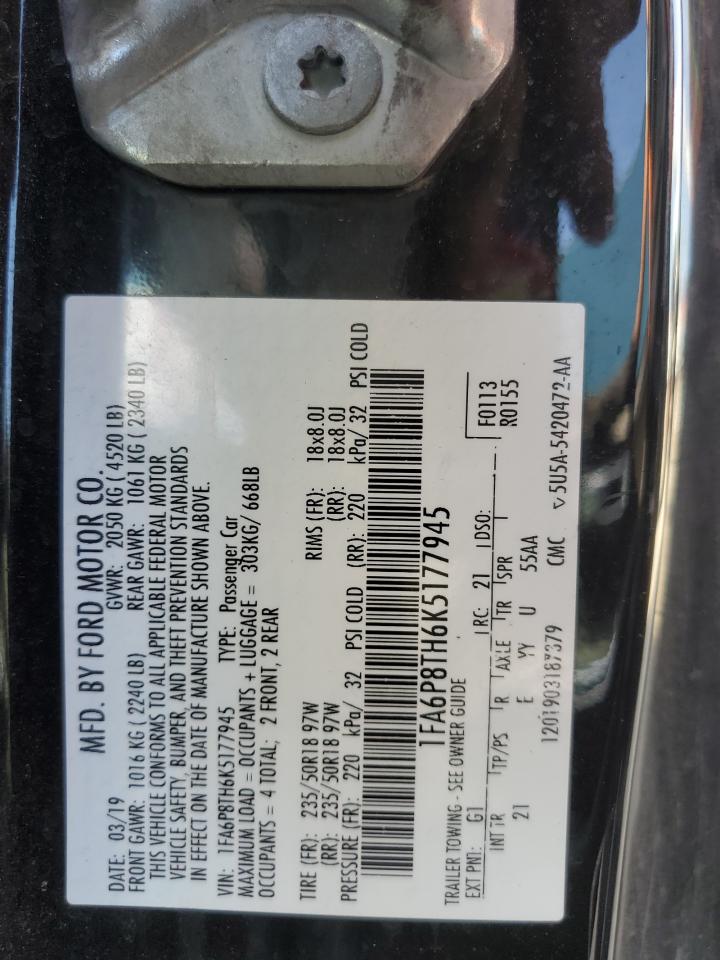 MFD. BY FORD MOTOR CO.
DATE: 03/19 GVWR: 2050 KG ( 4520 LB)
FRONT GAWR: 1016 KG ( 2240 LB) REAR GAWR: 1061 KG ( 2340 LB)
THIS VEHICLE CONFORMS TO ALL APPLICABLE FEDERAL MOTOR
VEHICLE SAFETY, BUMPER, AND THEFT PREVENTION STANDARDS
IN EFFECT ON THE DATE OF MANUFACTURE SHOWN ABOVE.
VIN: 1FA6P8TH6K5177945 TYPE: Passenger Car
MAXIMUM LOAD = OCCUPANTS + LUGGAGE = 303KG/ 668LB
OCCUPANTS = 4 TOTAL; 2 FRONT, 2 REAR
TIRE (FR): 235/50R18 97W RIMS (FR): 18x8.0J
(RR): 235/50R18 97W (RR): 18x8.0J
PRESSURE (FR): 220 kPa/ 32 PSI COLD (RR): 220 kPa/ 32 PSI COLD
1FA6P8TH6K5177945
TRAILER TOWING - SEE OWNER GUIDE
EXT PNT: G1 RC: 21 DSO: F0113
INT TR TP/PS R AXLE TR SPR R0155
21 E YY U 55AA
1201903187379 CMC ▽5U5A-5420472-AA